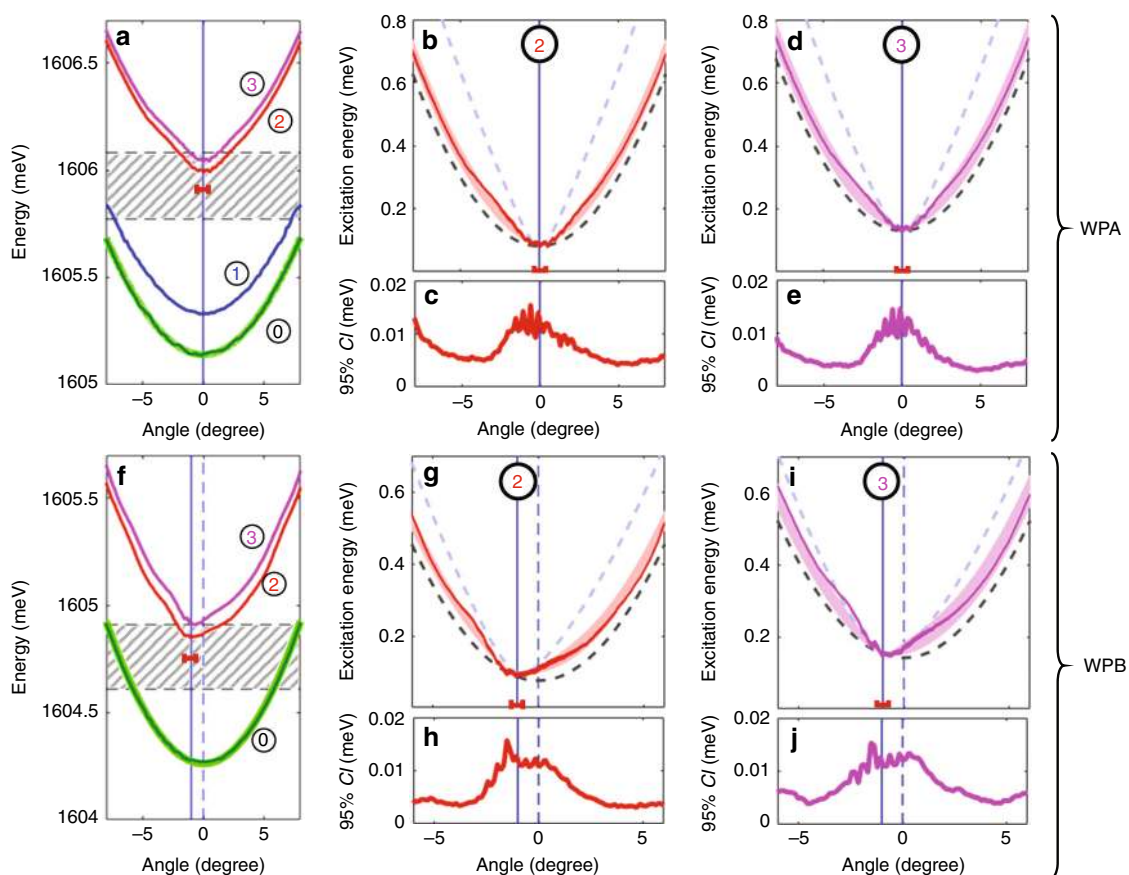 a
1606.5
1606
1605.5
1605
Energy (meV)
3
2
1
0
−5 0 5
Angle (degree)
b
2
0.8
0.6
0.4
0.2
Excitation energy (meV)
c
0.02
0.01
0
95% CI (meV)
−5 0 5
Angle (degree)
d
3
0.8
0.6
0.4
0.2
Excitation energy (meV)
e
0.02
0.01
0
95% CI (meV)
−5 0 5
Angle (degree)
WPA
f
1605.5
1605
1604.5
1604
Energy (meV)
3
2
0
−5 0 5
Angle (degree)
g
2
0.6
0.4
0.2
Excitation energy (meV)
h
0.02
0.01
0
95% CI (meV)
−5 0 5
Angle (degree)
i
3
0.6
0.4
0.2
Excitation energy (meV)
j
0.02
0.01
0
95% CI (meV)
−5 0 5
Angle (degree)
WPB